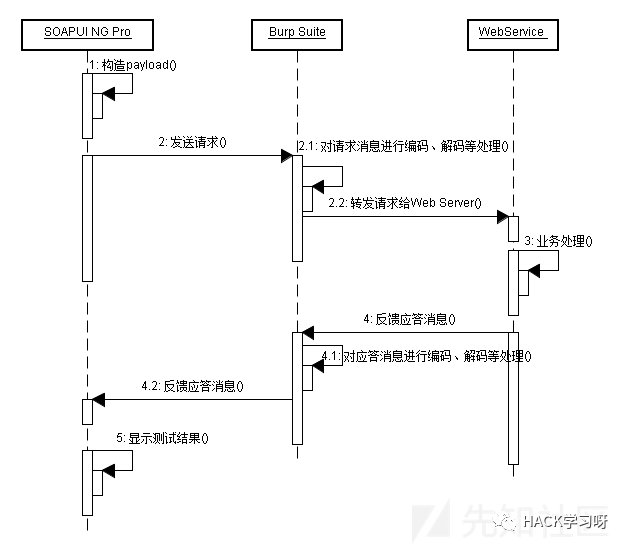 SOAPUI NG Pro
Burp Suite
WebService
1: 构造payload()
2: 发送请求()
2.1: 对请求消息进行编码、解码等处理()
2.2: 转发请求给Web Server()
3: 业务处理()
4: 反馈应答消息()
4.1: 对应答消息进行编码、解码等处理()
4.2: 反馈应答消息()
5: 显示测试结果()
先知社区
HACK学习呀